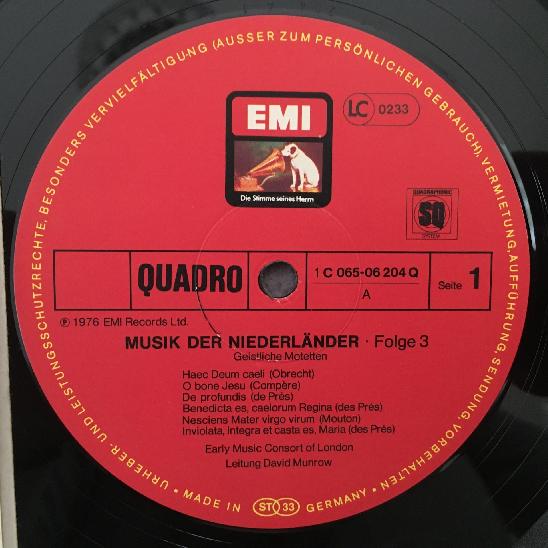 URHEBER- UND LEISTUNGSSCHUTZRECHTE, BESONDERS VERVIELFÄLTIGUNG (AUSSER ZUM PERSÖNLICHEN GEBRAUCH), VERMIETUNG, AUFFÜHRUNG, SENDUNG, VORBEHALTEN •
EMI
Die Stimme seines Herrn
LC 0233
QUADRAPHONIC
SQ
SYSTEM
QUADRO
1 C 065-06 204 Q
A
Seite 1
℗ 1976 EMI Records Ltd.
MUSIK DER NIEDERLÄNDER · Folge 3
Geistliche Motetten
Haec Deum caeli (Obrecht)
O bone Jesu (Compère)
De profundis (de Prés)
Benedicta es, caelorum Regina (des Prés)
Nesciens Mater virgo virum (Mouton)
Inviolata, integra et casta es, Maria (des Prés)
Early Music Consort of London
Leitung David Munrow
• MADE IN GERMANY •
ST 33